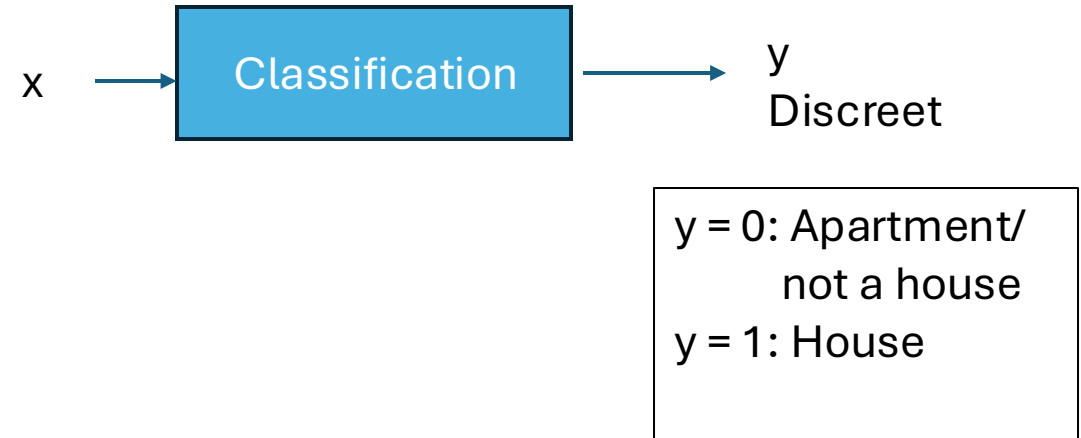 x
Classification
y
Discreet
y = 0: Apartment/
not a house
y = 1: House